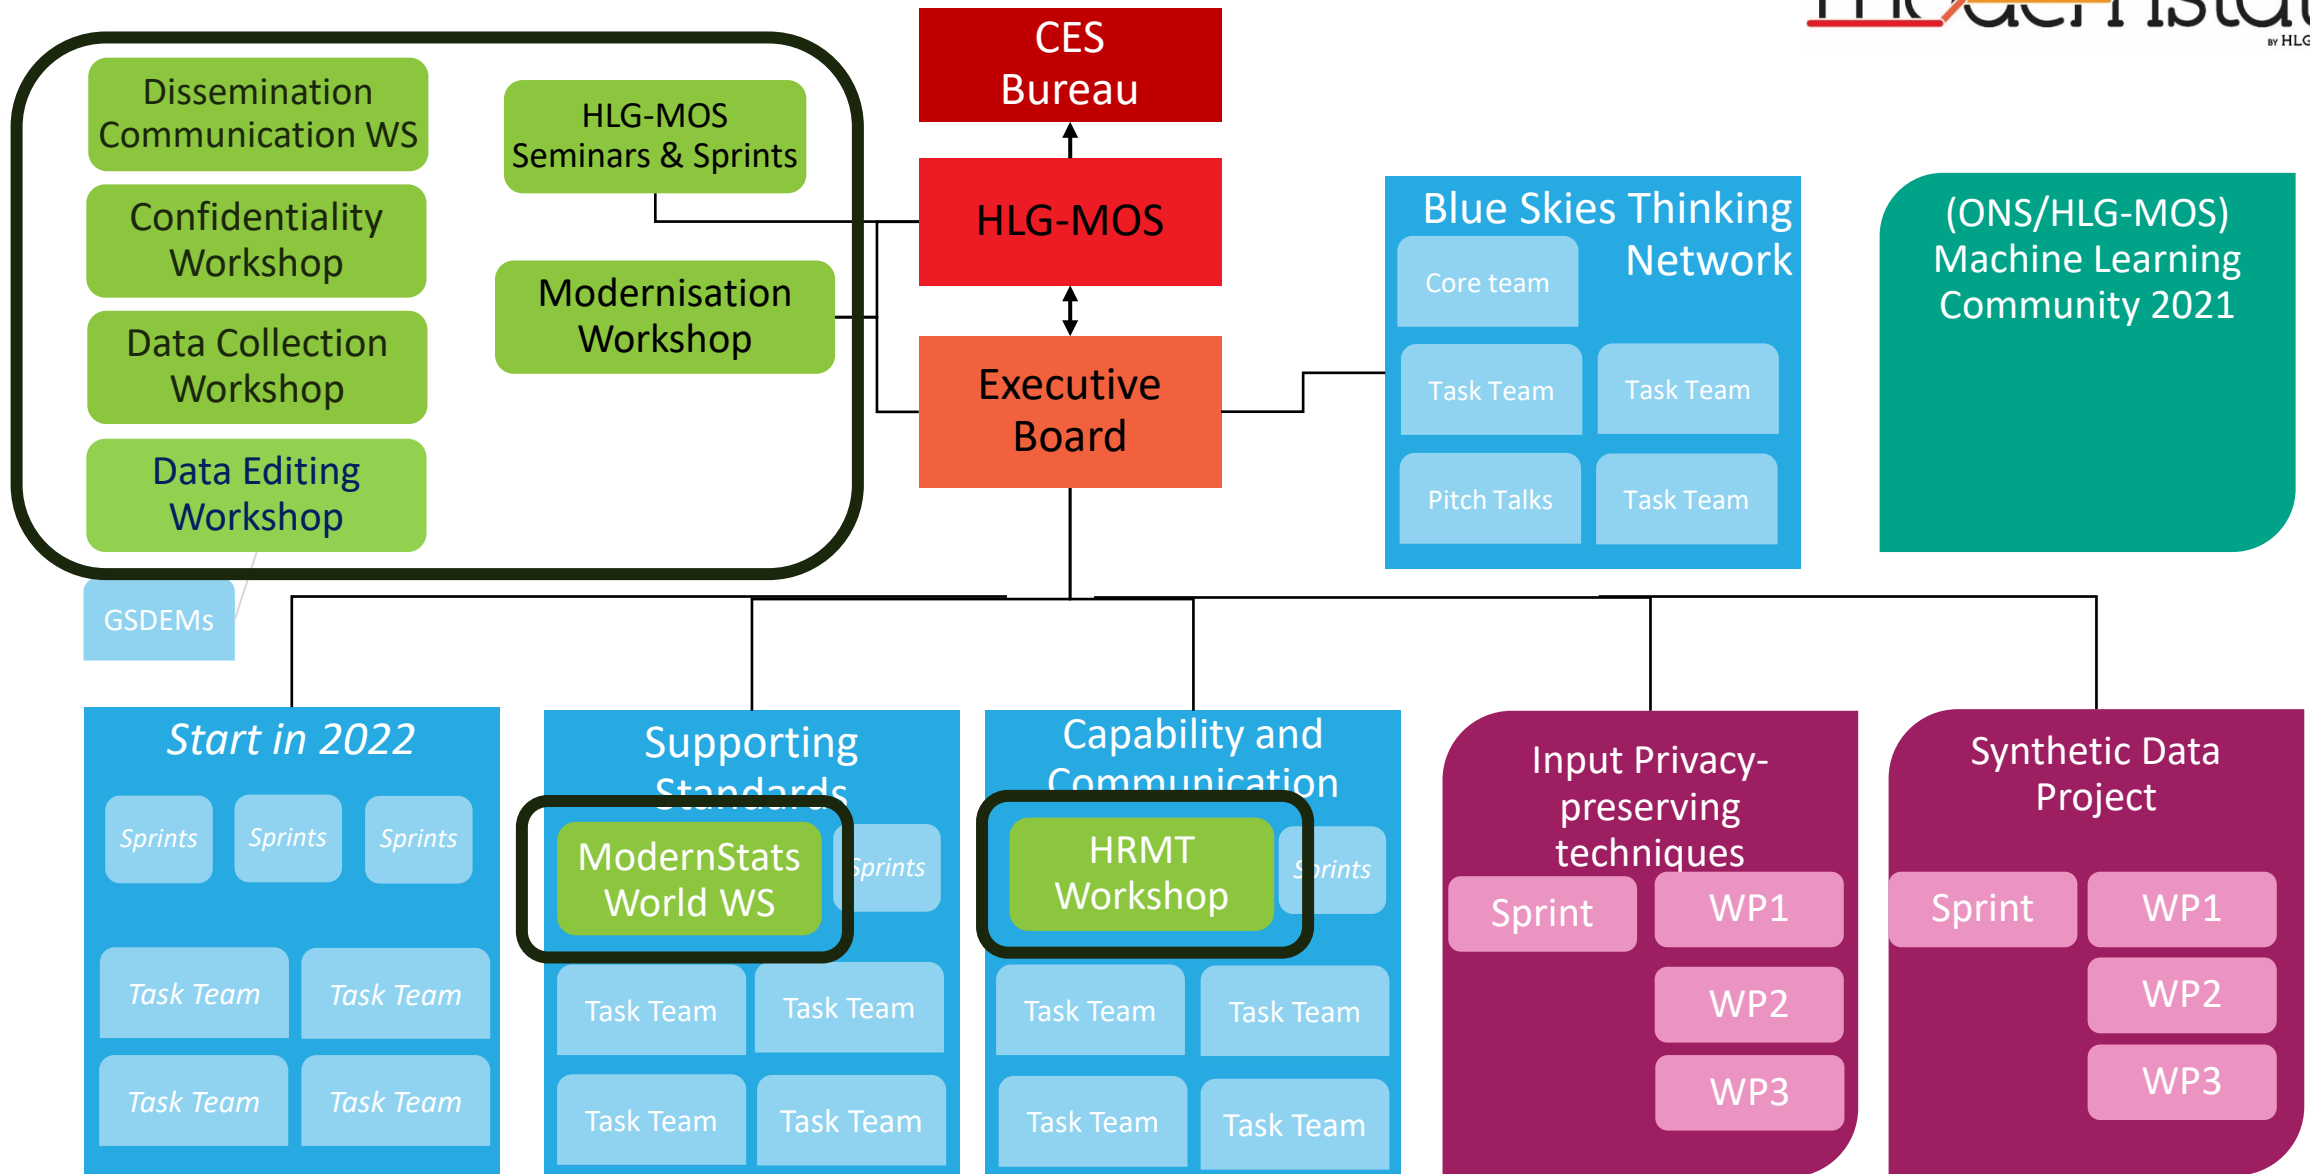 modernstat
BY HLG
CES
Bureau
Dissemination
Communication WS
HLG-MOS
Seminars & Sprints
Confidentiality
Workshop
HLG-MOS
Blue Skies Thinking
Network
Core team
Task Team
Task Team
Pitch Talks
Task Team
(ONS/HLG-MOS)
Machine Learning
Community 2021
Modernisation
Workshop
Data Collection
Workshop
Executive
Board
Data Editing
Workshop
GSDEMs
Start in 2022
Sprints
Sprints
Sprints
Task Team
Task Team
Task Team
Task Team
Supporting
Standards
ModernStats
World WS
Sprints
Task Team
Task Team
Task Team
Task Team
Capability and
Communication
HRMT
Workshop
Sprints
Task Team
Task Team
Task Team
Task Team
Input Privacy-
preserving
techniques
Sprint
WP1
WP2
WP3
Synthetic Data
Project
Sprint
WP1
WP2
WP3